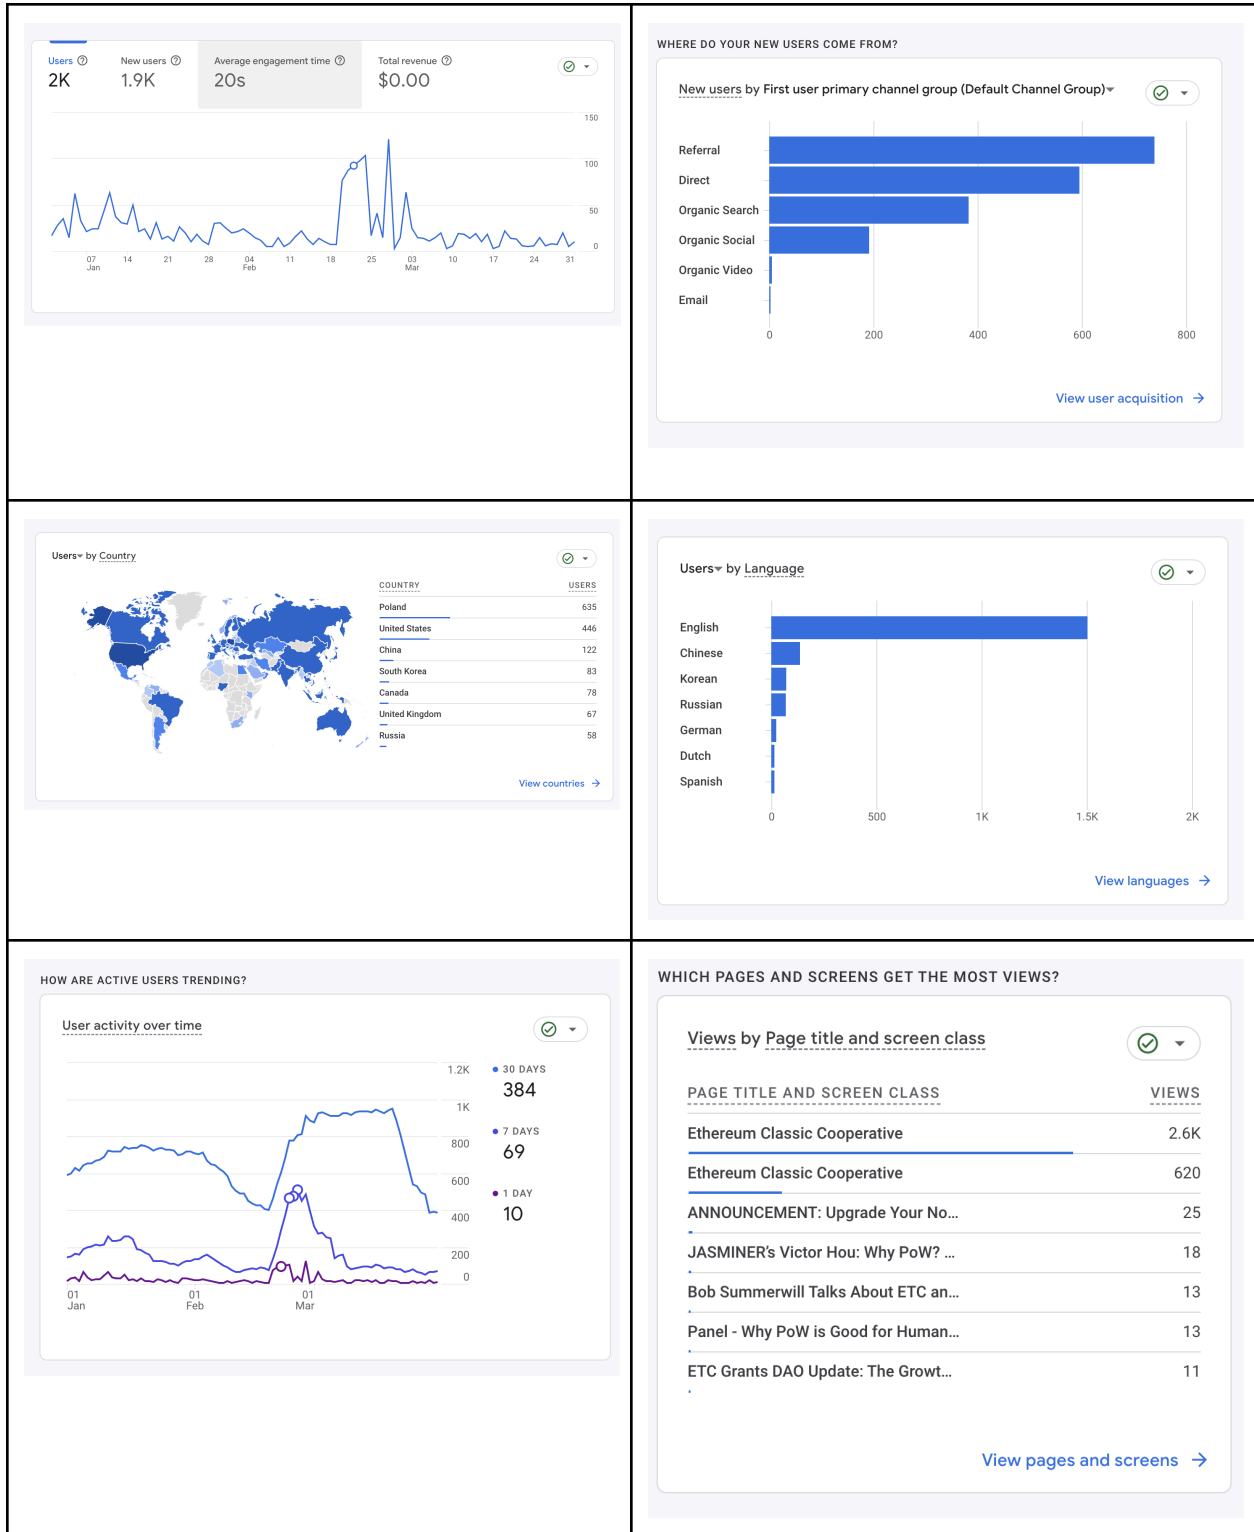 Users
2K
New users
1.9K
Average engagement time
20s
Total revenue
$0.00
150
100
50
0
07 14 21 28 04 11 18 25 03 10 17 24 31
Jan Feb Mar
WHERE DO YOUR NEW USERS COME FROM?
New users by First user primary channel group (Default Channel Group)
Referral
Direct
Organic Search
Organic Social
Organic Video
Email
0 200 400 600 800
View user acquisition
Users by Country
COUNTRY USERS
Poland 635
United States 446
China 122
South Korea 83
Canada 78
United Kingdom 67
Russia 58
View countries
Users by Language
English
Chinese
Korean
Russian
German
Dutch
Spanish
0 500 1K 1.5K 2K
View languages
HOW ARE ACTIVE USERS TRENDING?
User activity over time
1.2K
1K
800
600
400
200
0
01 01 01
Jan Feb Mar
30 DAYS
384
7 DAYS
69
1 DAY
10
WHICH PAGES AND SCREENS GET THE MOST VIEWS?
Views by Page title and screen class
PAGE TITLE AND SCREEN CLASS VIEWS
Ethereum Classic Cooperative 2.6K
Ethereum Classic Cooperative 620
ANNOUNCEMENT: Upgrade Your No... 25
JASMINER's Victor Hou: Why PoW? ... 18
Bob Summerwill Talks About ETC an... 13
Panel - Why PoW is Good for Human... 13
ETC Grants DAO Update: The Growt... 11
View pages and screens